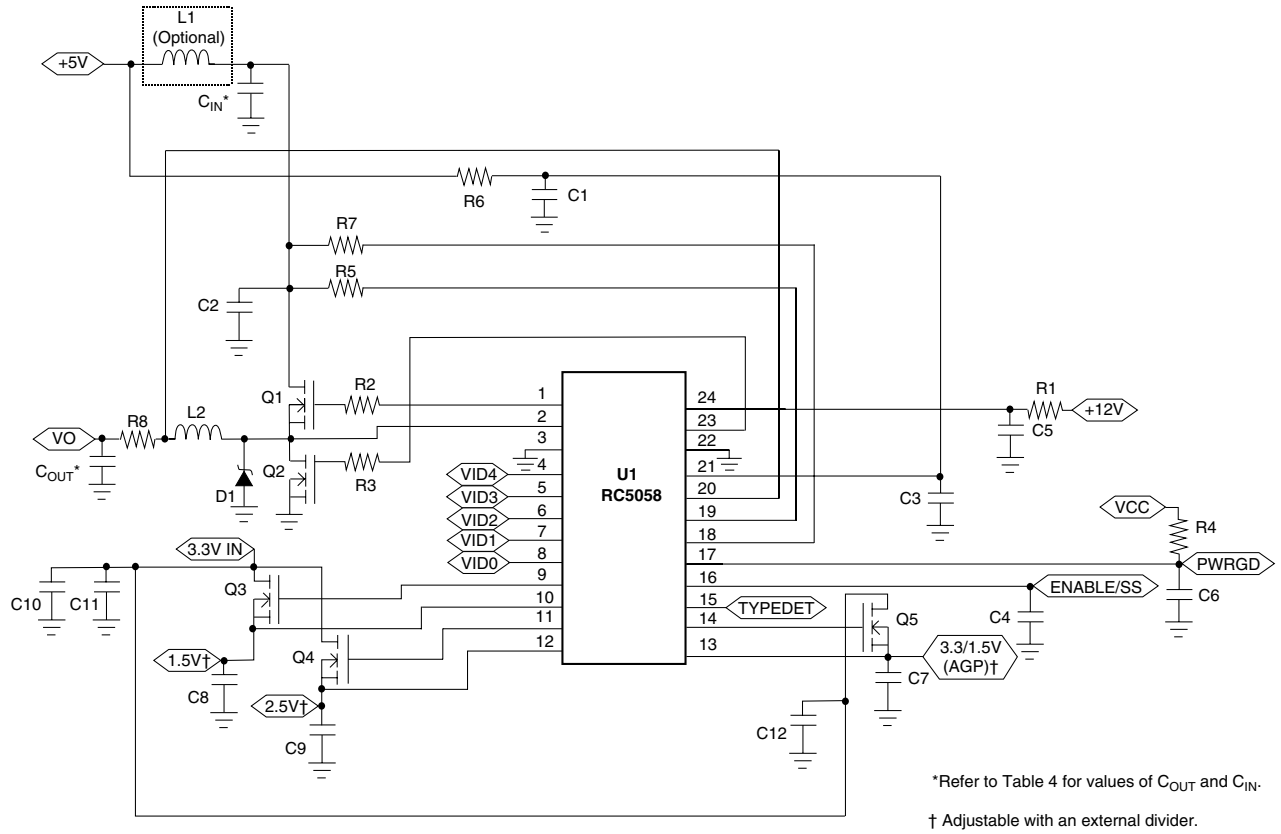 L1
(Optional)
+5V
CIN*
R6
C1
R7
R5
C2
Q1
R2
1
24
R1
+12V
2
23
C5
VO
R8
L2
3
22
COUT*
D1
Q2
R3
VID4
4
U1
RC5058
21
VID3
5
20
C3
VID2
6
19
VCC
VID1
7
18
R4
VID0
8
17
PWRGD
3.3V IN
9
16
ENABLE/SS
C10
C11
Q3
10
15
TYPEDET
C4
C6
11
14
Q5
1.5V†
Q4
12
13
3.3/1.5V
(AGP)†
C8
C7
2.5V†
C9
C12
*Refer to Table 4 for values of COUT and CIN.
† Adjustable with an external divider.